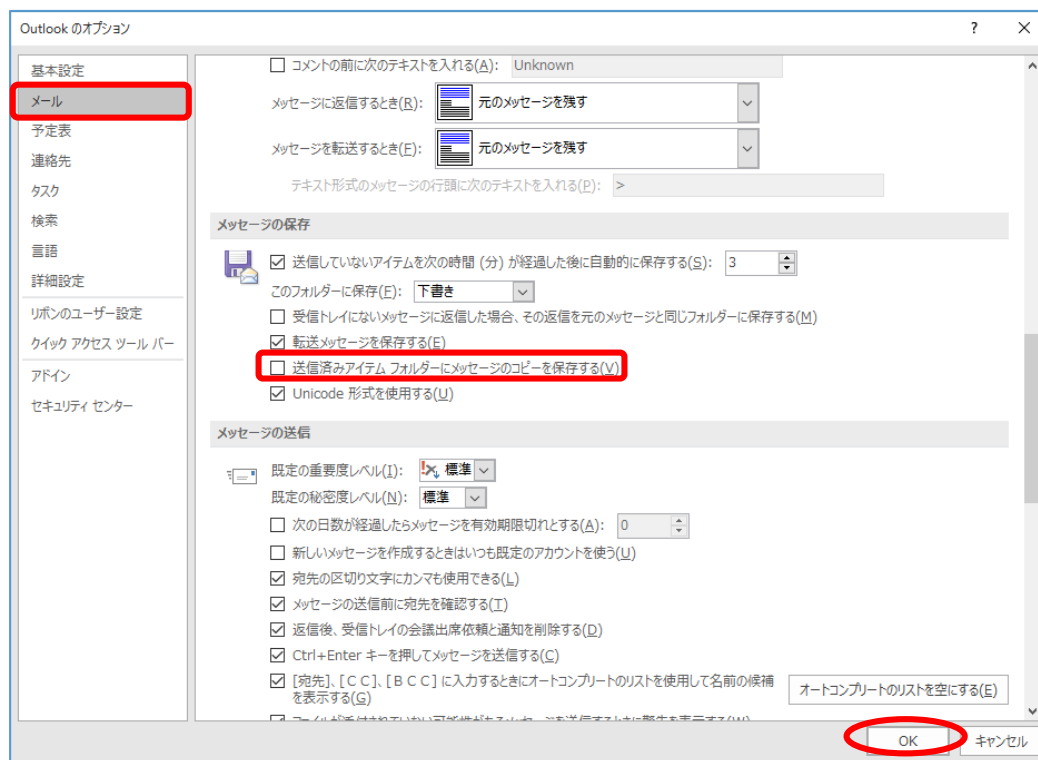 Outlook のオプション
?
×
基本設定
メール
予定表
連絡先
タスク
検索
言語
詳細設定
リボンのユーザー設定
クイック アクセス ツール バー
アドイン
セキュリティ センター
コメントの前に次のテキストを入れる(A): Unknown
メッセージに返信するとき(R): 元のメッセージを残す
メッセージを転送するとき(F): 元のメッセージを残す
テキスト形式のメッセージの行頭に次のテキストを入れる(P): >
メッセージの保存
送信していないアイテムを次の時間 (分) が経過した後に自動的に保存する(S): 3
このフォルダーに保存(F): 下書き
受信トレイにないメッセージに返信した場合、その返信を元のメッセージと同じフォルダーに保存する(M)
転送メッセージを保存する(E)
送信済みアイテム フォルダーにメッセージのコピーを保存する(V)
Unicode 形式を使用する(U)
メッセージの送信
既定の重要度レベル(I): 標準
既定の秘密度レベル(N): 標準
次の日数が経過したらメッセージを有効期限切れとする(A): 0
新しいメッセージを作成するときはいつも既定のアカウントを使う(U)
宛先の区切り文字にカンマも使用できる(L)
メッセージの送信前に宛先を確認する(T)
返信後、受信トレイの会議出席依頼と通知を削除する(D)
Ctrl+Enter キーを押してメッセージを送信する(C)
[宛先]、[ＣＣ]、[ＢＣＣ] に入力するときにオートコンプリートのリストを使用して名前の候補
を表示する(G)
オートコンプリートのリストを空にする(E)
OK
キャンセル